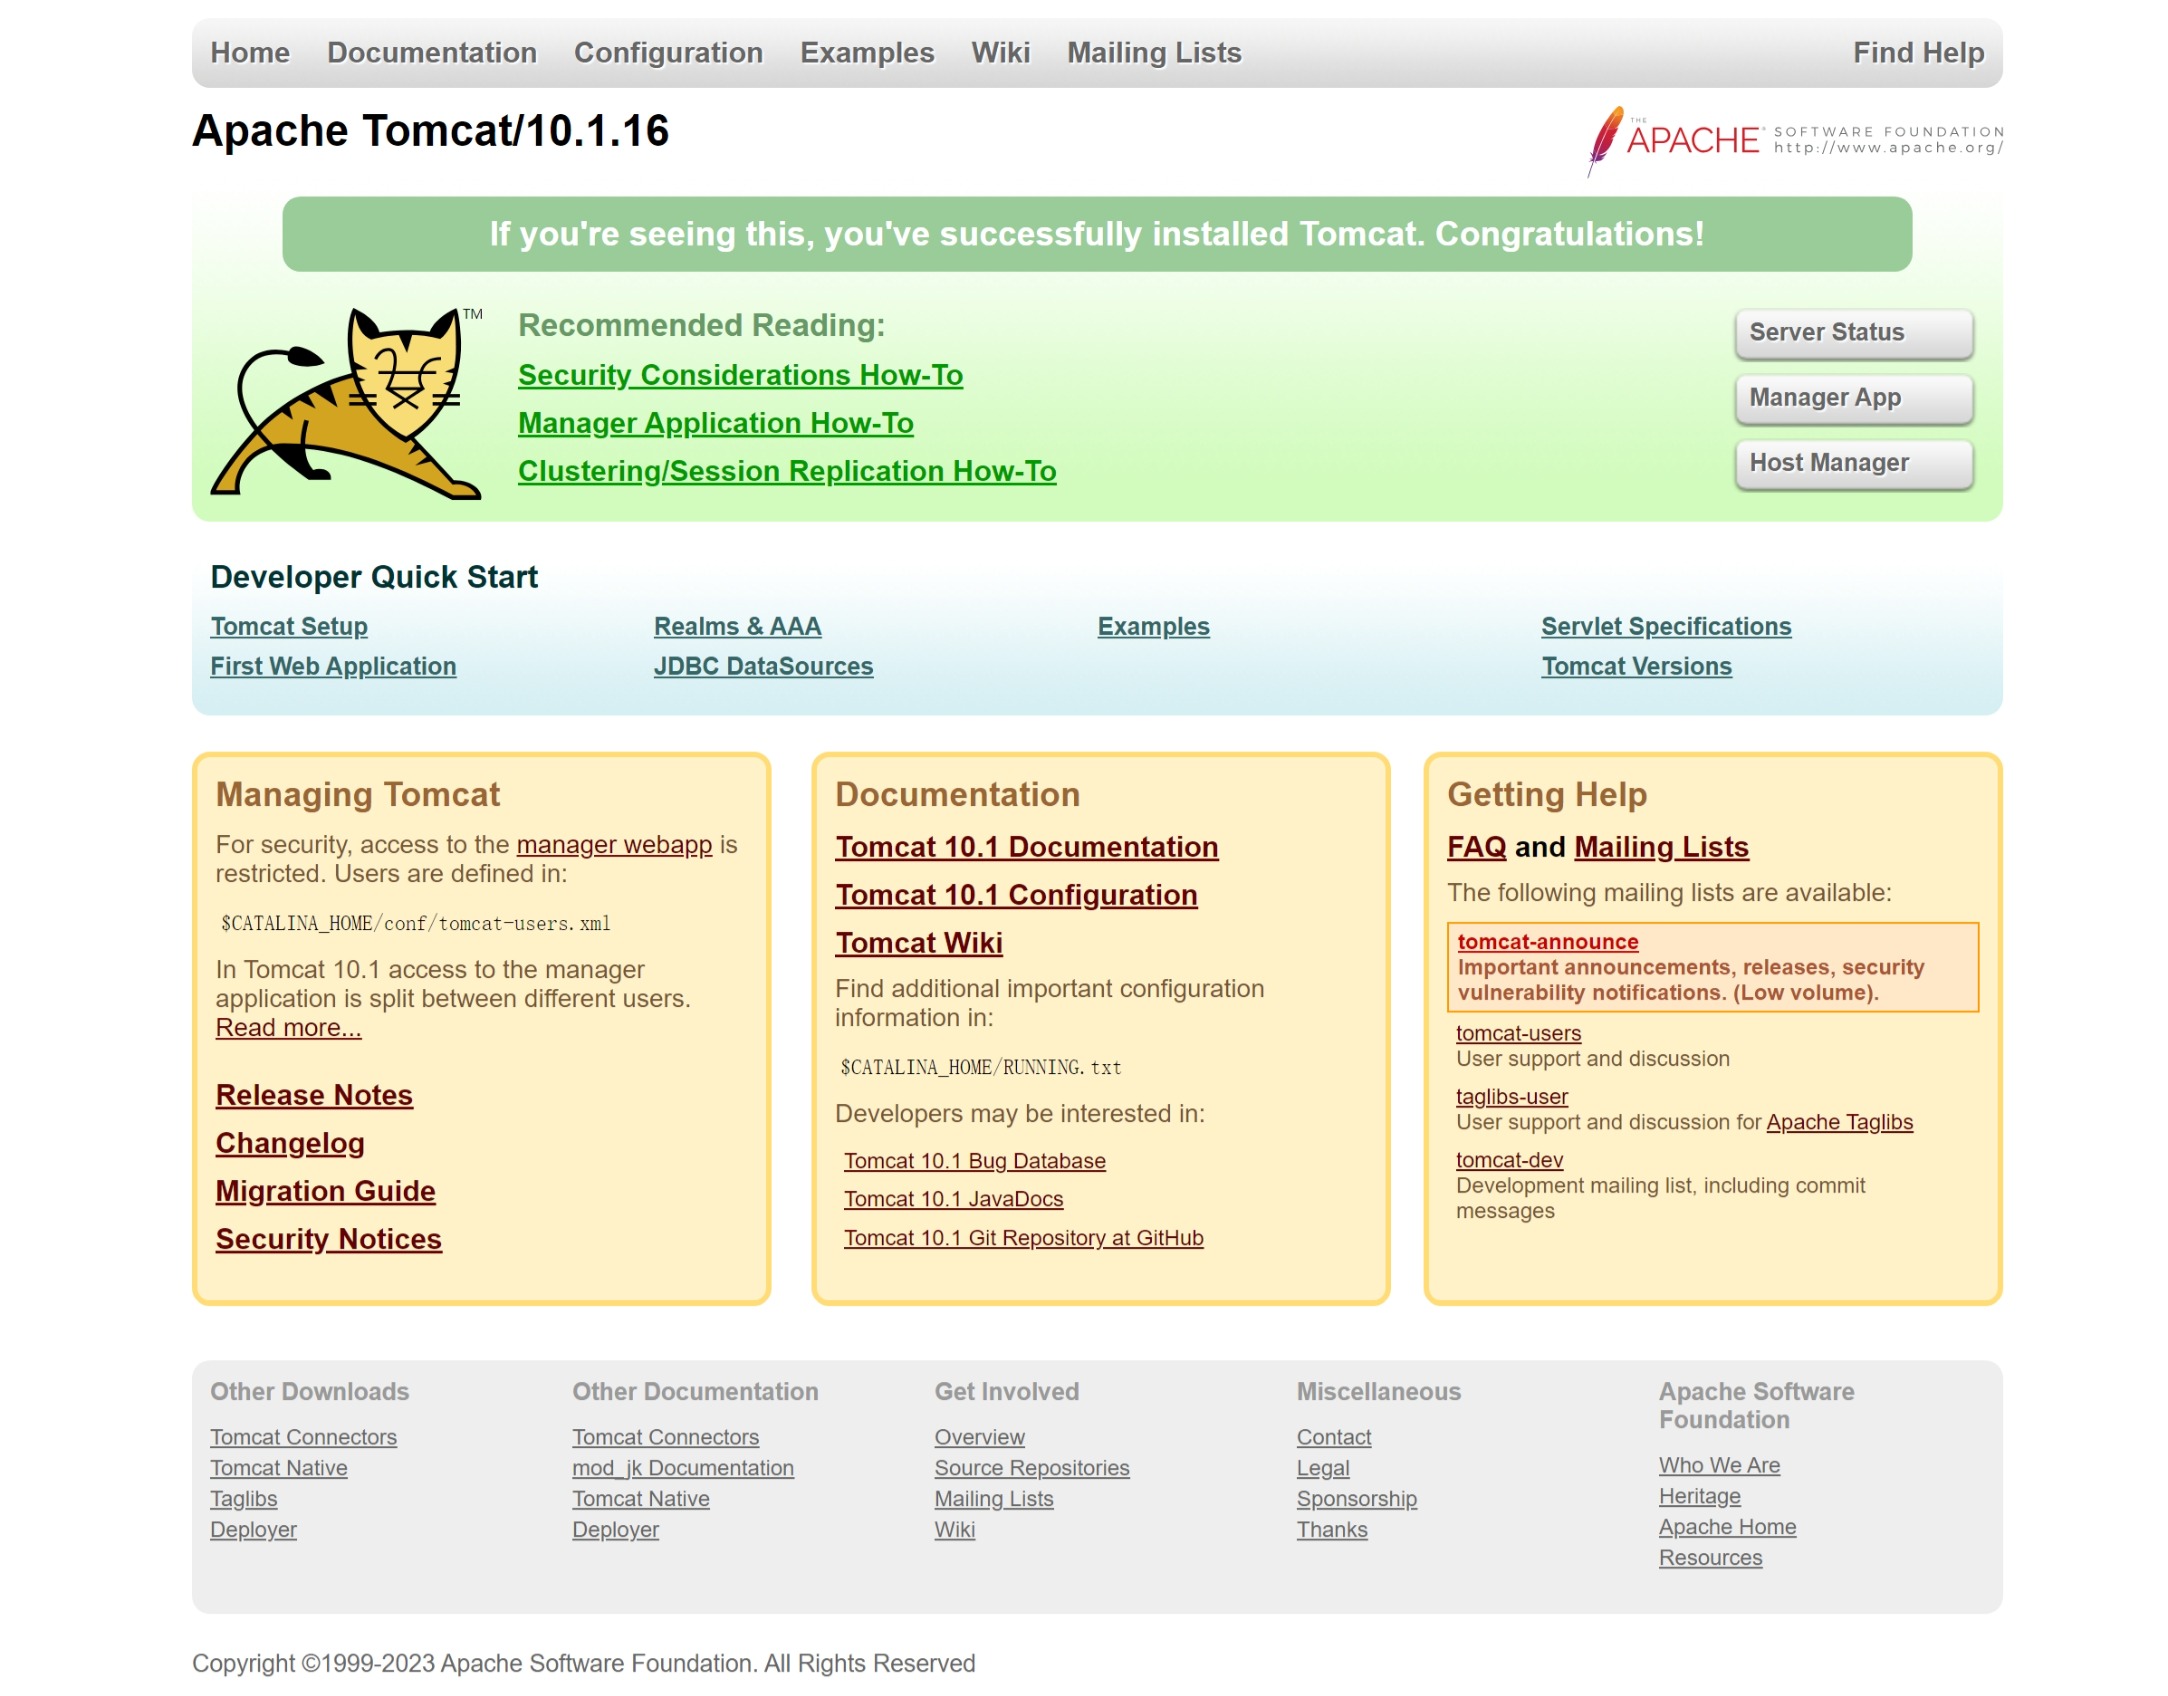 Home Documentation Configuration Examples Wiki Mailing Lists Find Help
Apache Tomcat/10.1.16
THE APACHE® SOFTWARE FOUNDATION
http://www.apache.org/
If you're seeing this, you've successfully installed Tomcat. Congratulations!
TM
Recommended Reading:
Security Considerations How-To
Manager Application How-To
Clustering/Session Replication How-To
Server Status
Manager App
Host Manager
Developer Quick Start
Tomcat Setup
First Web Application
Realms & AAA
JDBC DataSources
Examples
Servlet Specifications
Tomcat Versions
Managing Tomcat
For security, access to the manager webapp is
restricted. Users are defined in:
$CATALINA_HOME/conf/tomcat-users.xml
In Tomcat 10.1 access to the manager
application is split between different users.
Read more...
Release Notes
Changelog
Migration Guide
Security Notices
Documentation
Tomcat 10.1 Documentation
Tomcat 10.1 Configuration
Tomcat Wiki
Find additional important configuration
information in:
$CATALINA_HOME/RUNNING.txt
Developers may be interested in:
Tomcat 10.1 Bug Database
Tomcat 10.1 JavaDocs
Tomcat 10.1 Git Repository at GitHub
Getting Help
FAQ and Mailing Lists
The following mailing lists are available:
tomcat-announce
Important announcements, releases, security
vulnerability notifications. (Low volume).
tomcat-users
User support and discussion
taglibs-user
User support and discussion for Apache Taglibs
tomcat-dev
Development mailing list, including commit
messages
Other Downloads
Tomcat Connectors
Tomcat Native
Taglibs
Deployer
Other Documentation
Tomcat Connectors
mod_jk Documentation
Tomcat Native
Deployer
Get Involved
Overview
Source Repositories
Mailing Lists
Wiki
Miscellaneous
Contact
Legal
Sponsorship
Thanks
Apache Software
Foundation
Who We Are
Heritage
Apache Home
Resources
Copyright ©1999-2023 Apache Software Foundation. All Rights Reserved